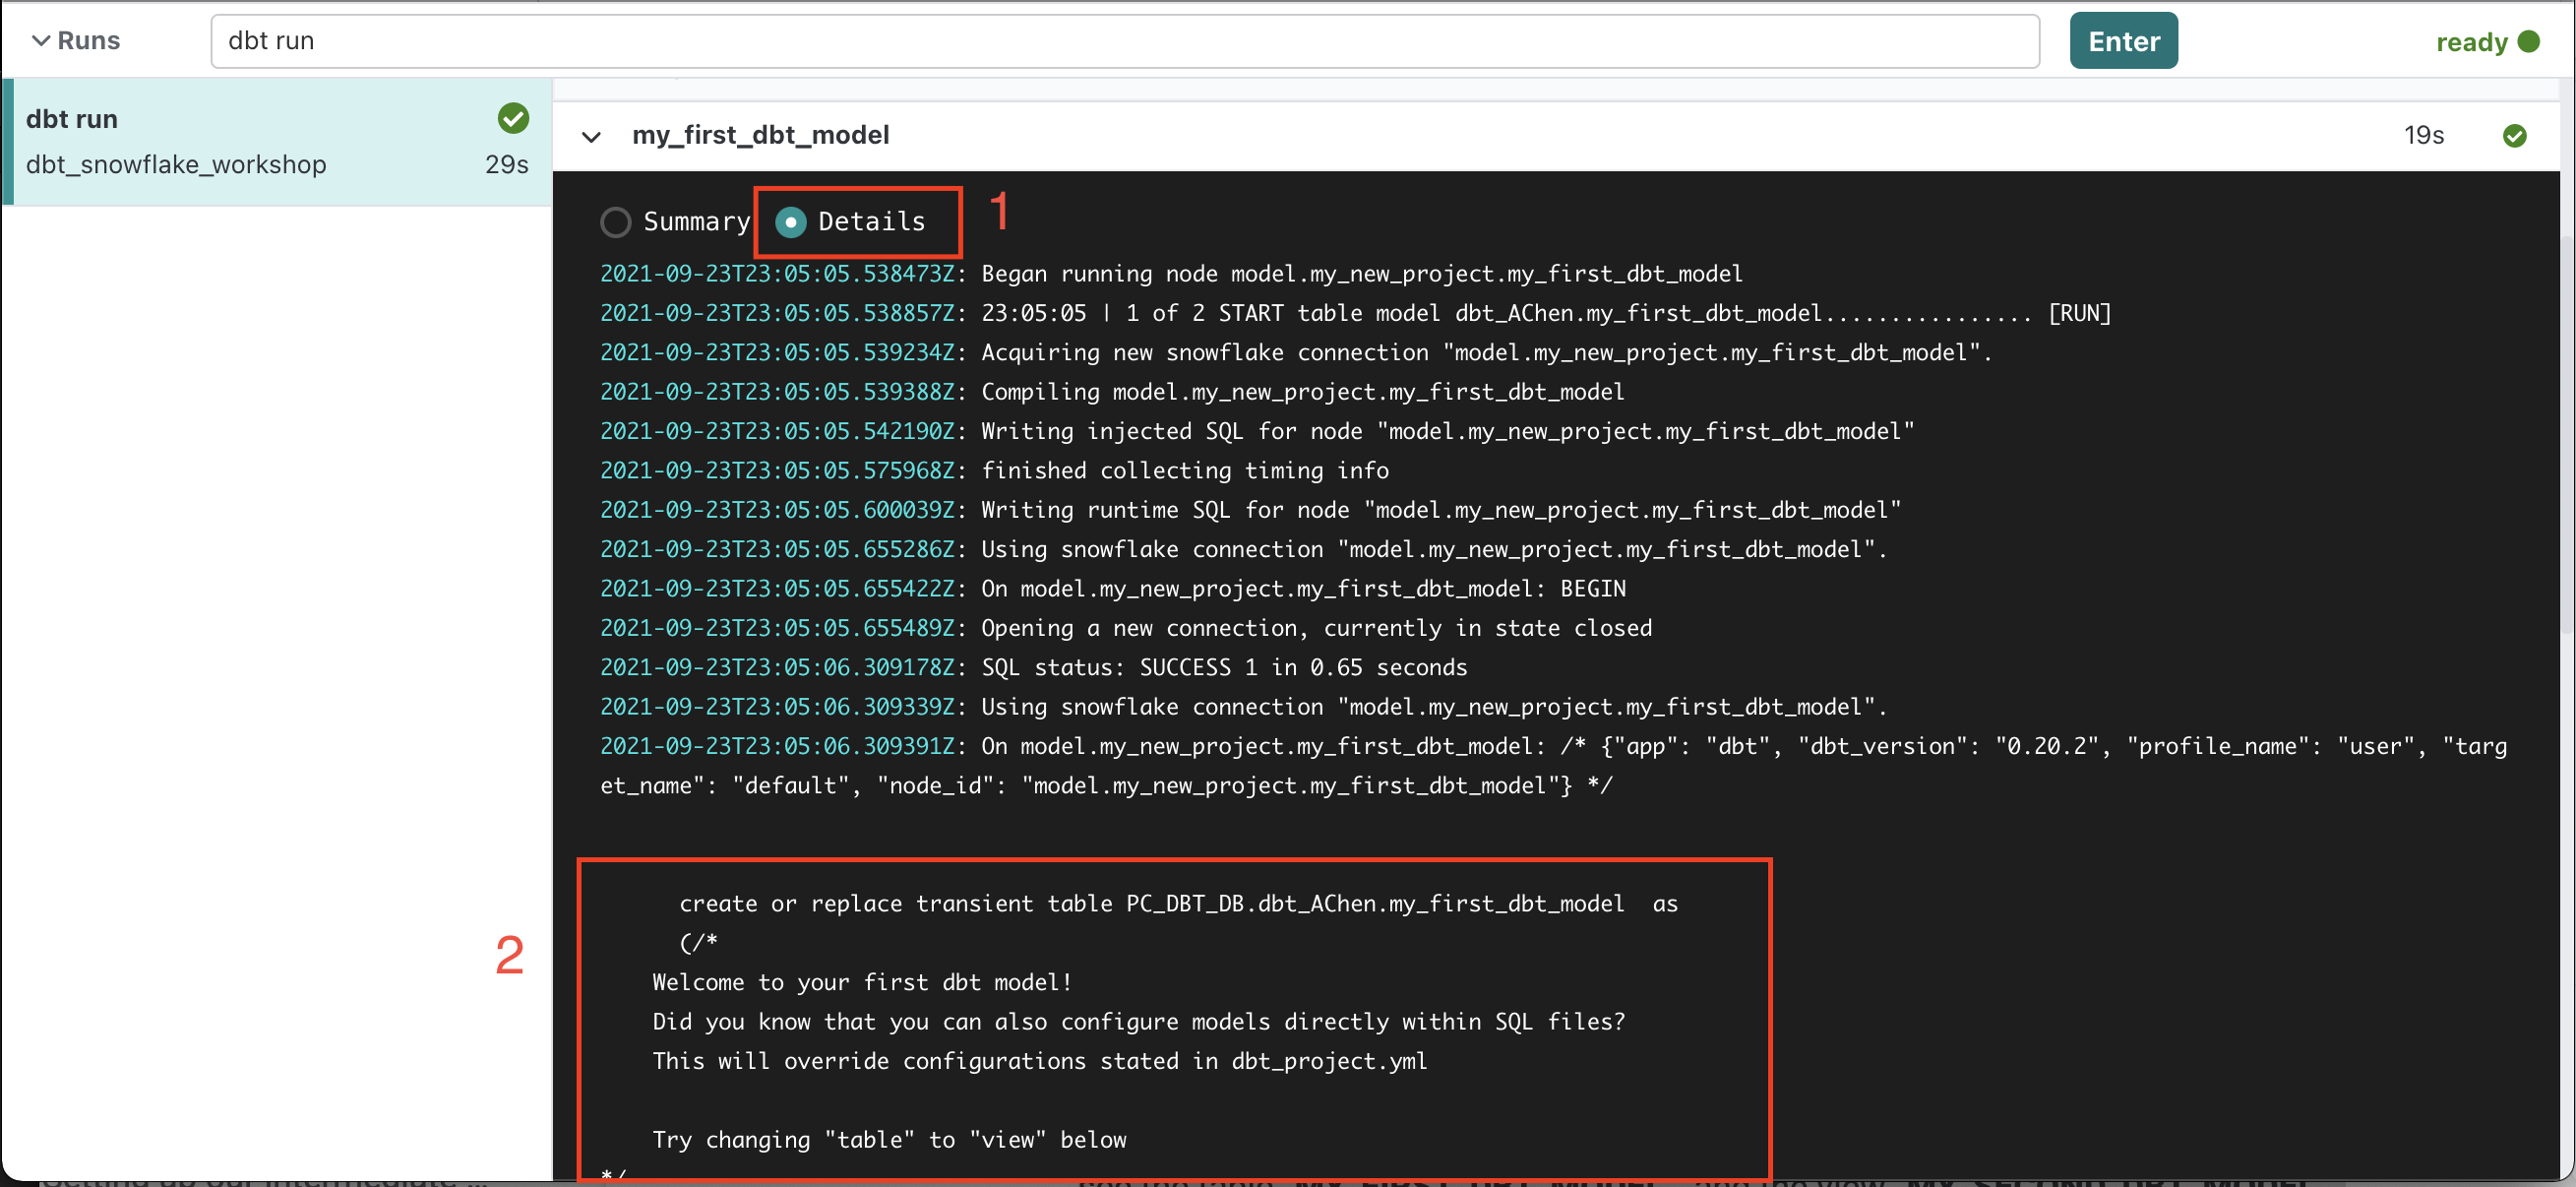 Runs
dbt run
Enter
ready
dbt run
dbt_snowflake_workshop
29s
my_first_dbt_model
19s
Summary
Details
1
2021-09-23T23:05:05.538473Z: Began running node model.my_new_project.my_first_dbt_model
2021-09-23T23:05:05.538857Z: 23:05:05 | 1 of 2 START table model dbt_AChen.my_first_dbt_model................ [RUN]
2021-09-23T23:05:05.539234Z: Acquiring new snowflake connection "model.my_new_project.my_first_dbt_model".
2021-09-23T23:05:05.539388Z: Compiling model.my_new_project.my_first_dbt_model
2021-09-23T23:05:05.542190Z: Writing injected SQL for node "model.my_new_project.my_first_dbt_model"
2021-09-23T23:05:05.575968Z: finished collecting timing info
2021-09-23T23:05:05.600039Z: Writing runtime SQL for node "model.my_new_project.my_first_dbt_model"
2021-09-23T23:05:05.655286Z: Using snowflake connection "model.my_new_project.my_first_dbt_model".
2021-09-23T23:05:05.655422Z: On model.my_new_project.my_first_dbt_model: BEGIN
2021-09-23T23:05:05.655489Z: Opening a new connection, currently in state closed
2021-09-23T23:05:06.309178Z: SQL status: SUCCESS 1 in 0.65 seconds
2021-09-23T23:05:06.309339Z: Using snowflake connection "model.my_new_project.my_first_dbt_model".
2021-09-23T23:05:06.309391Z: On model.my_new_project.my_first_dbt_model: /* {"app": "dbt", "dbt_version": "0.20.2", "profile_name": "user", "targ
et_name": "default", "node_id": "model.my_new_project.my_first_dbt_model"} */
2
create or replace transient table PC_DBT_DB.dbt_AChen.my_first_dbt_model  as
(/*
Welcome to your first dbt model!
Did you know that you can also configure models directly within SQL files?
This will override configurations stated in dbt_project.yml
Try changing "table" to "view" below
*/